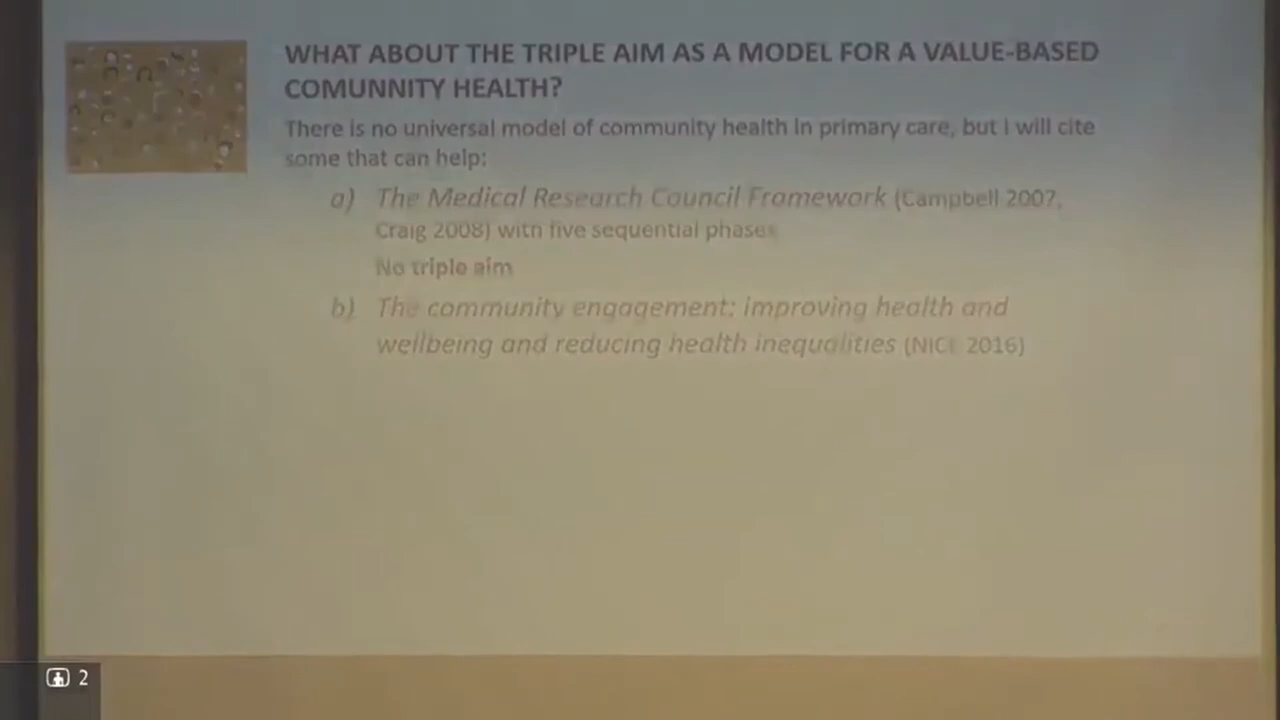 WHAT ABOUT THE TRIPLE AIM AS A MODEL FOR A VALUE-BASED
COMUNNITY HEALTH?
There is no universal model of community health in primary care, but i will cite
some that can help:
a) The Medical Research Council Framework (Campbell 2007,
Craig 2008) with five sequential phases
No triple aim
b) The community engagement: improving health and
wellbeing and reducing health inequalities (NICE 2016)
2